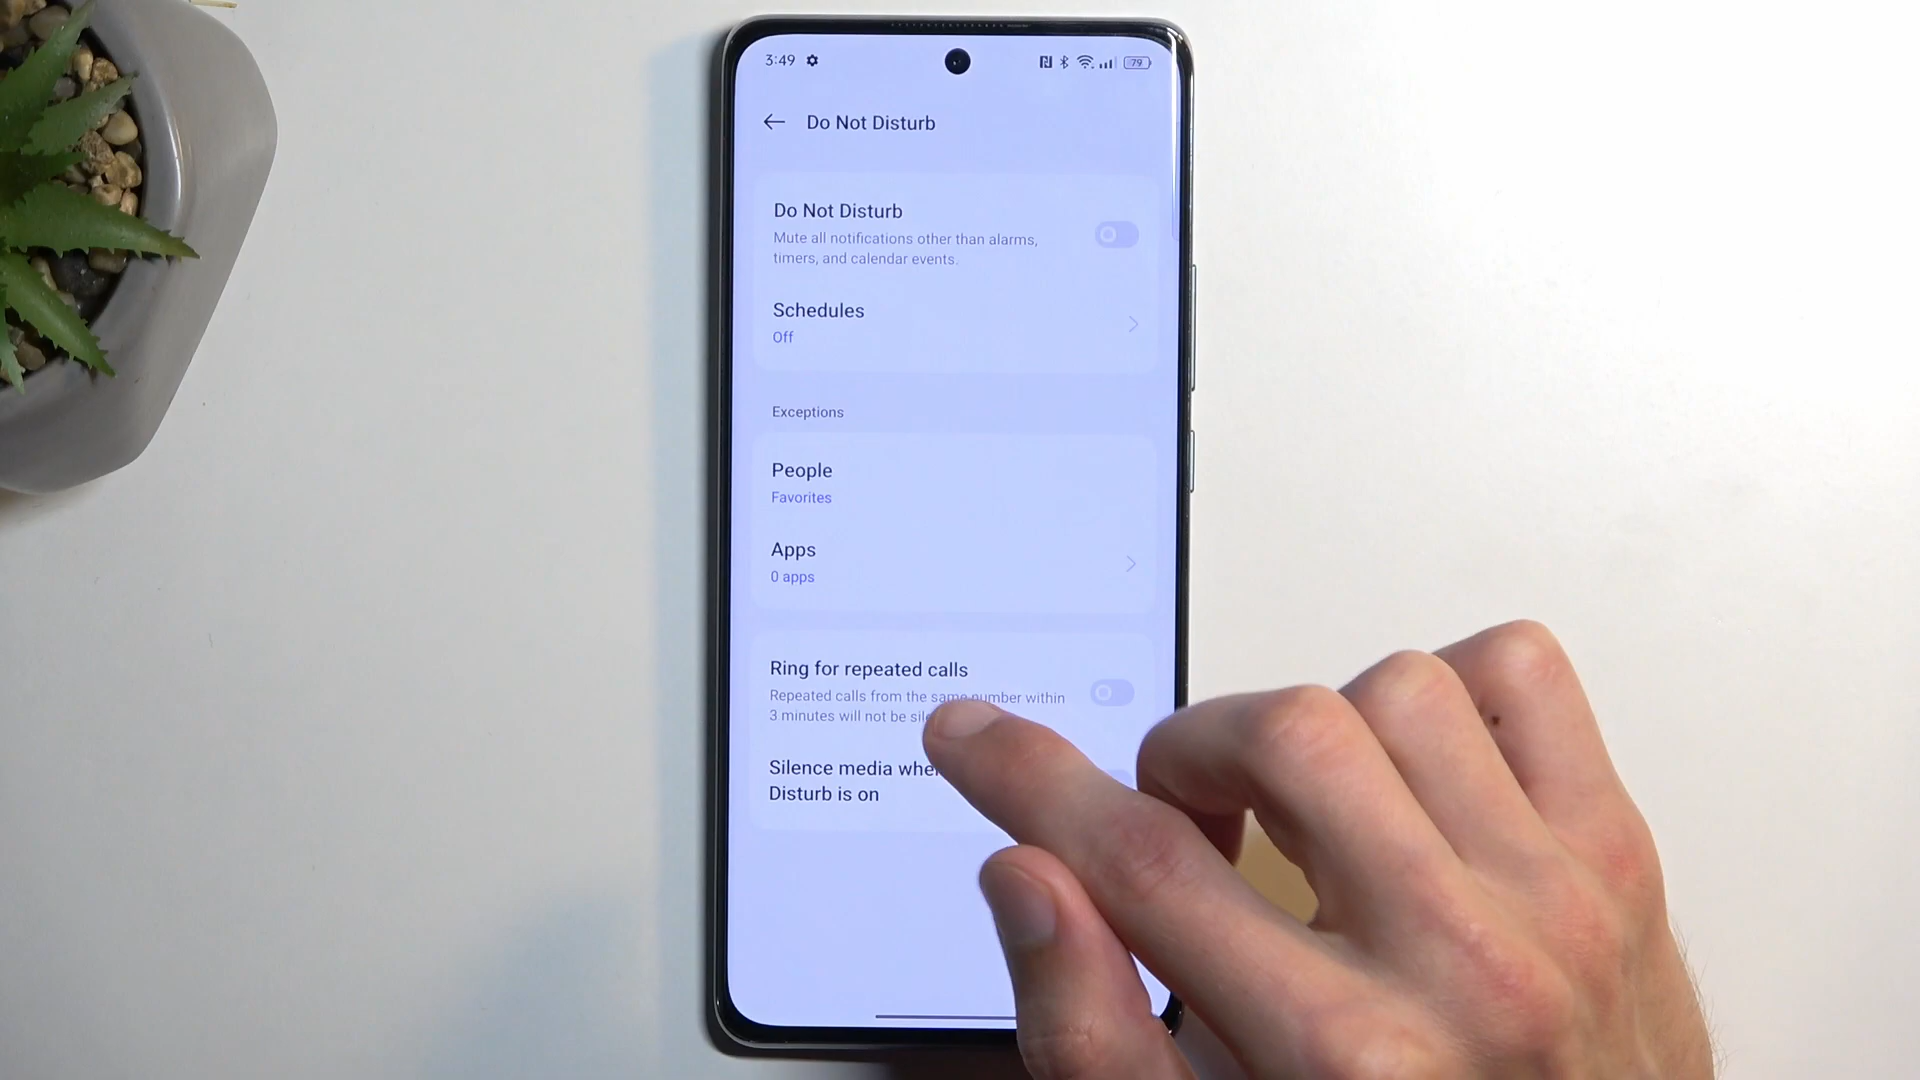 3:49
79
Do Not Disturb
Do Not Disturb
Mute all notifications other than alarms,
timers, and calendar events.
Schedules
Off
Exceptions
People
Favorites
Apps
0 apps
Ring for repeated calls
Repeated calls from the same number within
3 minutes will not be
Silence media
Disturb is on